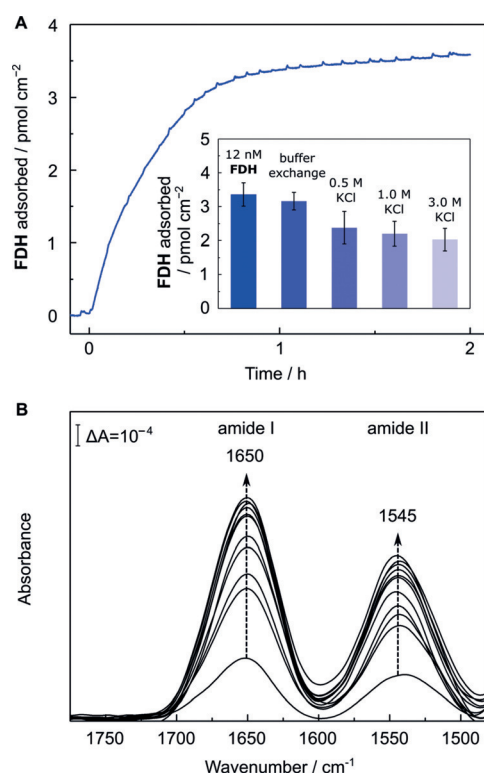 A
4
3
2
1
0
FDH adsorbed / pmol cm⁻²
5
4
3
2
1
0
FDH adsorbed
/ pmol cm⁻²
12 nM
FDH
buffer
exchange
0.5 M
KCl
1.0 M
KCl
3.0 M
KCl
0 1 2
Time / h
B
ΔA=10⁻⁴
amide I
1650
amide II
1545
Absorbance
1750 1700 1650 1600 1550 1500
Wavenumber / cm⁻¹